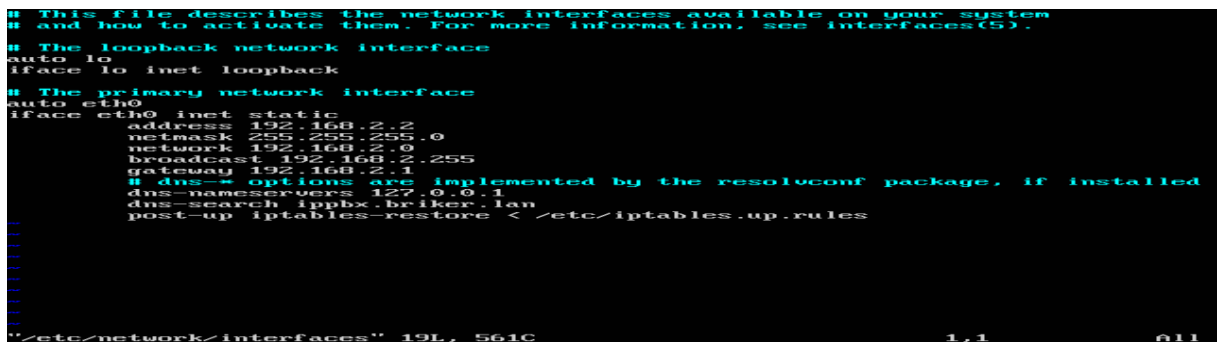 # This file describes the network interfaces available on your system
# and how to activate them. For more information, see interfaces(5).
# The loopback network interface
auto lo
iface lo inet loopback
# The primary network interface
auto eth0
iface eth0 inet static
address 192.168.2.2
netmask 255.255.255.0
network 192.168.2.0
broadcast 192.168.2.255
gateway 192.168.2.1
# dns-* options are implemented by the resolvconf package, if installed
dns-nameservers 127.0.0.1
dns-search ippbx.briker.lan
post-up iptables-restore < /etc/iptables.up.rules
~
~
~
~
~
~
~
~
"/etc/network/interfaces" 19L, 561C 1,1 All